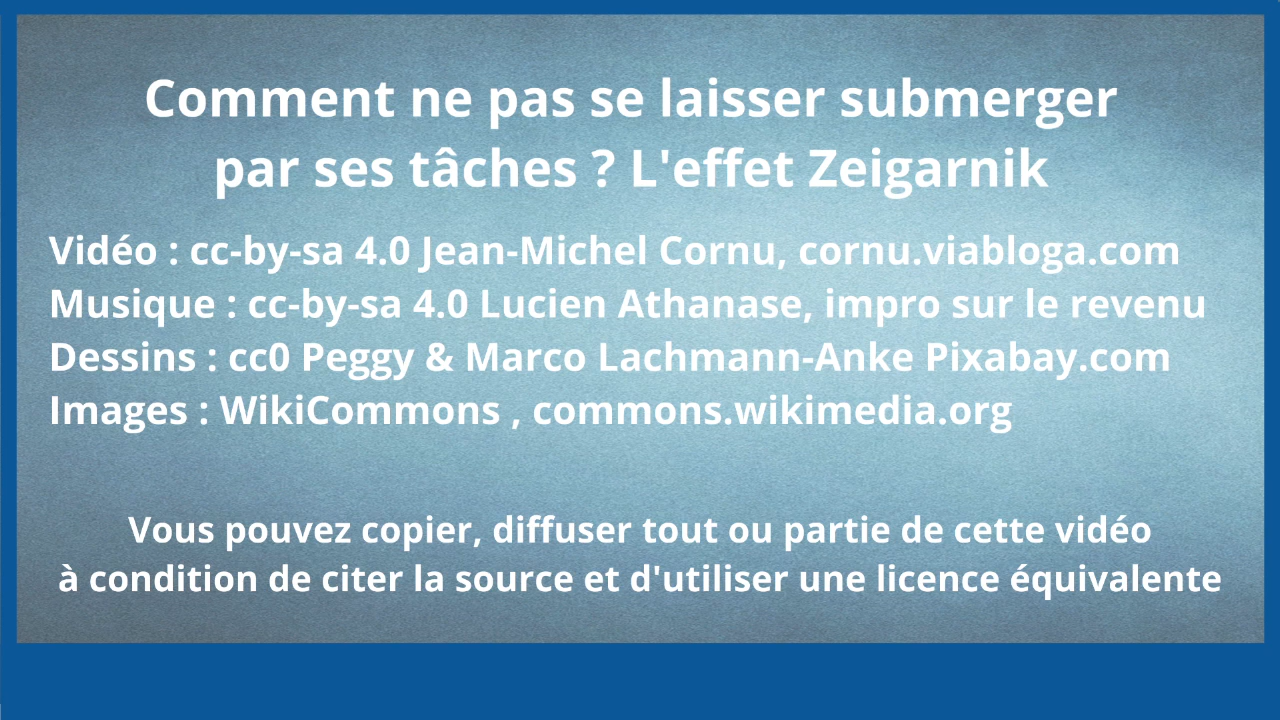 Comment ne pas se laisser submerger
par ses tâches ? L'effet Zeigarnik
Vidéo : cc-by-sa 4.0 Jean-Michel Cornu, cornu.viabloga.com
Musique : cc-by-sa 4.0 Lucien Athanase, impro sur le revenu
Dessins : cc0 Peggy & Marco Lachmann-Anke Pixabay.com
Images : WikiCommons , commons.wikimedia.org
Vous pouvez copier, diffuser tout ou partie de cette vidéo
à condition de citer la source et d'utiliser une licence équivalente